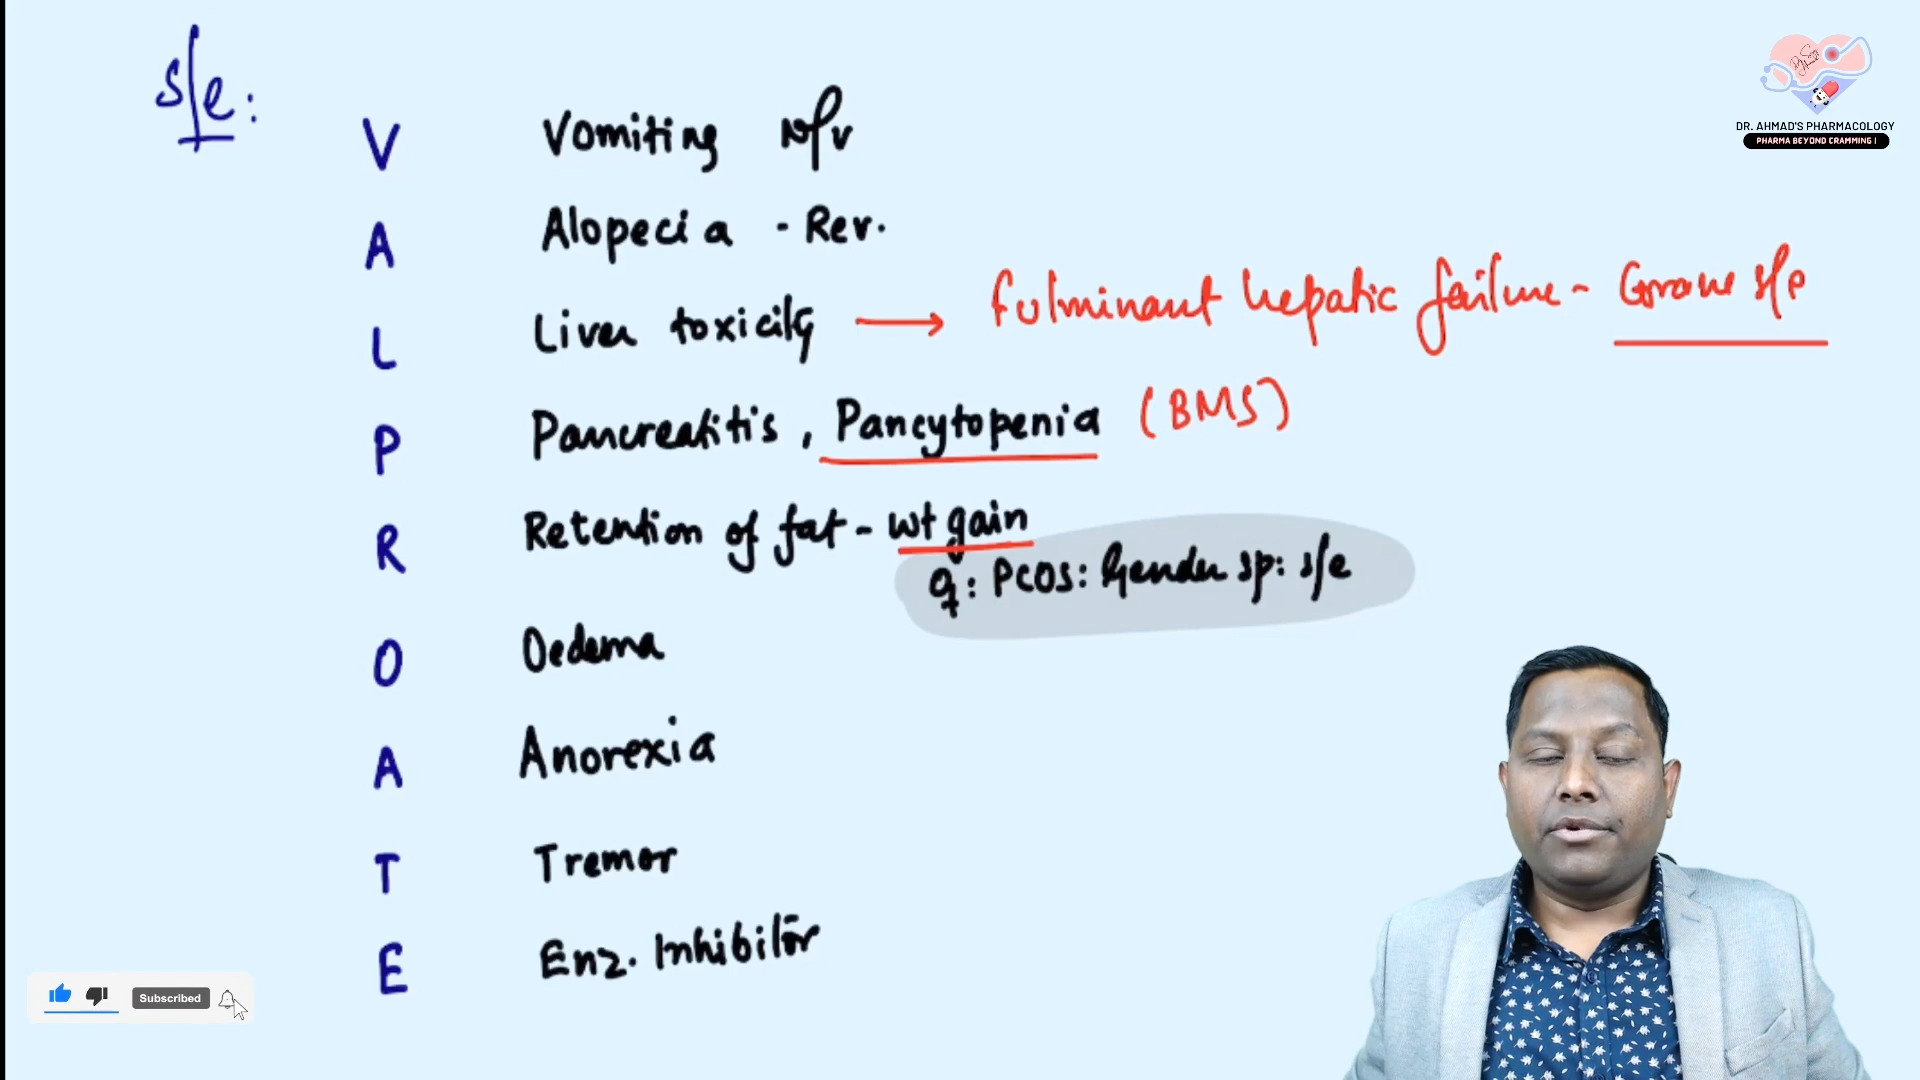 s/e:
V Vomiting N/V
A Alopecia - Rev.
L Liver toxicity → Fulminant hepatic failure - Grave s/e
P Pancreatitis, Pancytopenia (BMS)
R Retention of fat - wt gain
♀: PCOS: Gender sp: s/e
O Oedema
A Anorexia
T Tremor
E Enz. Inhibitor
DR. AHMAD'S PHARMACOLOGY
PHARMA BEYOND CRAMMING !
Subscribed